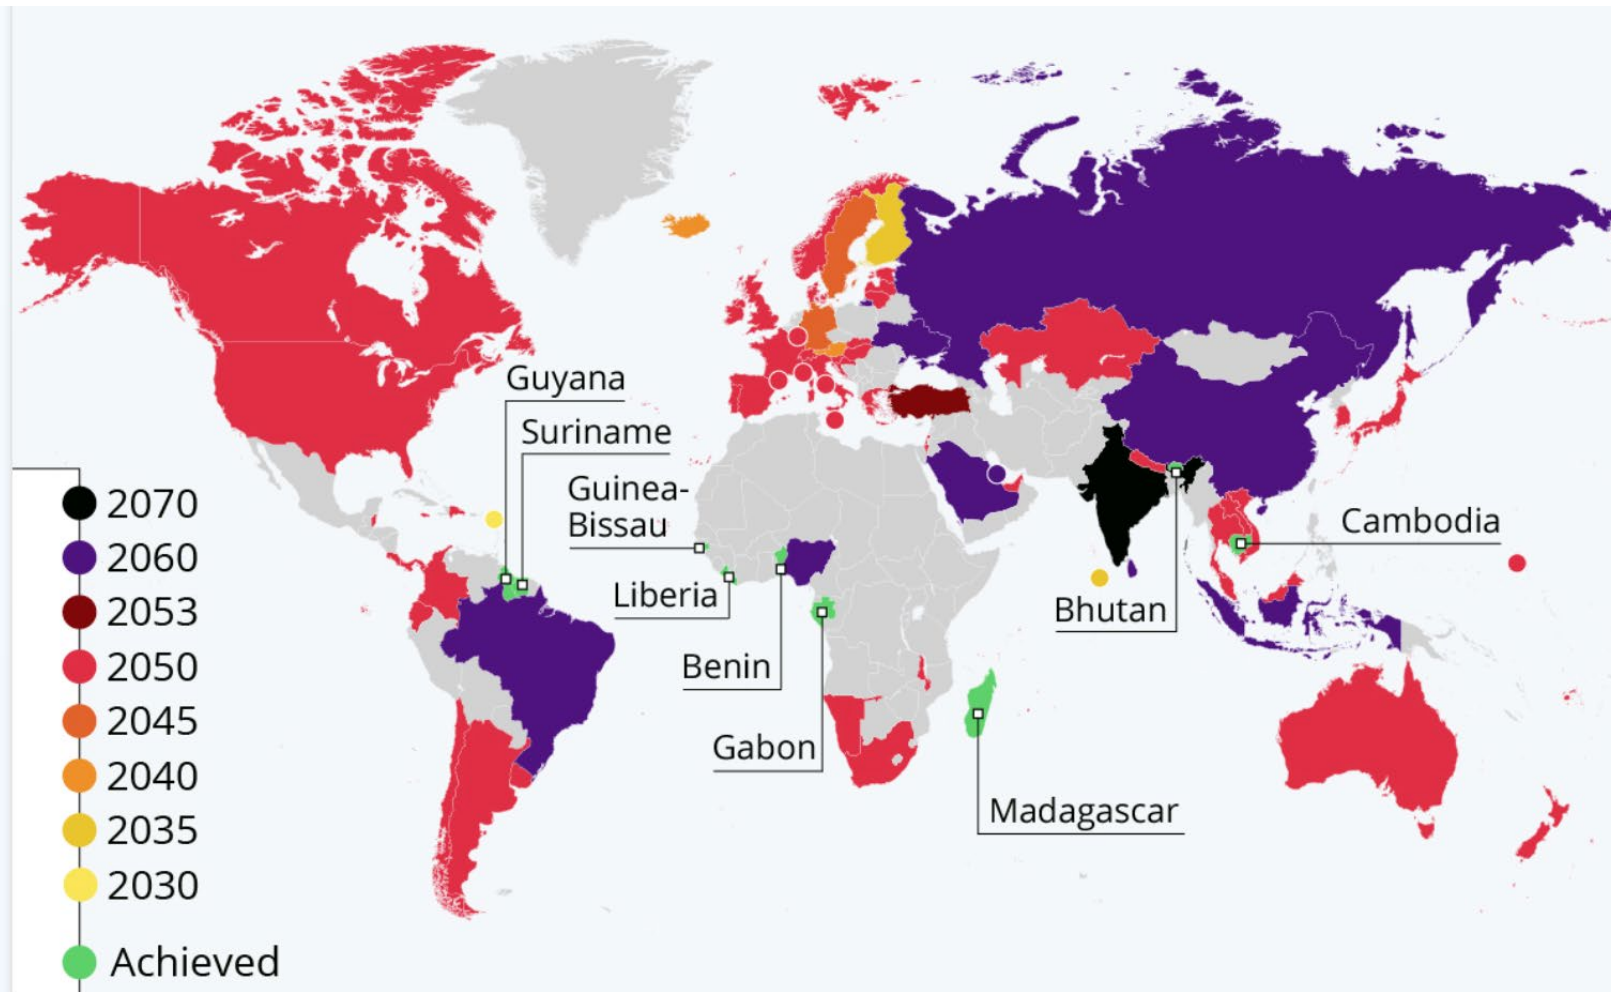 Guyana
Suriname
Guinea-
Bissau
Liberia
Benin
Gabon
Madagascar
Bhutan
Cambodia
2070
2060
2053
2050
2045
2040
2035
2030
Achieved